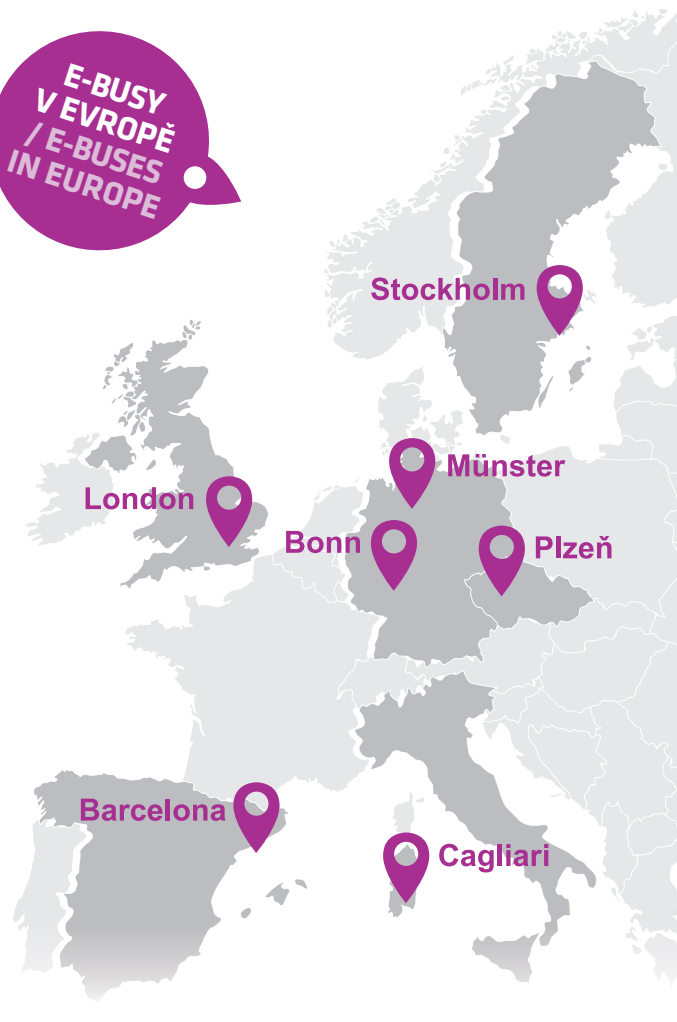 E-BUSY
V EVROPĚ
/ E-BUSES
IN EUROPE
Stockholm
Münster
London
Bonn
Plzeň
Barcelona
Cagliari